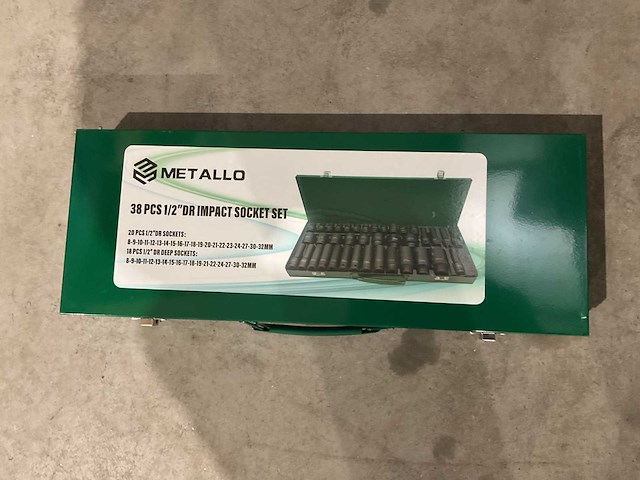 METALLO
38 PCS 1/2"DR IMPACT SOCKET SET
20 PCS 1/2"DR SOCKETS:
8-9-10-11-12-13-14-15-16-17-18-19-20-21-22-23-24-27-30-32MM
18 PCS 1/2"DR DEEP SOCKETS:
8-9-10-11-12-13-14-15-16-17-18-19-21-22-24-27-30-32MM